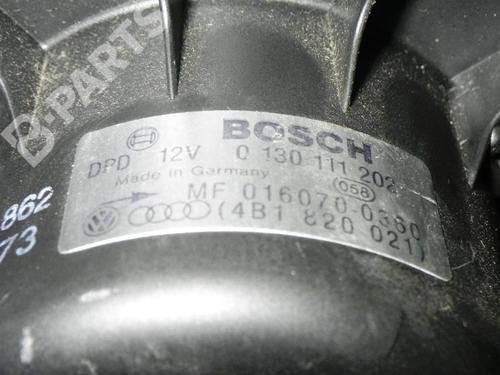 B-PARTS
BOSCH
DPD 12V 0 130 111 202
Made in Germany
058
MF 016070-0360
(4B1 820 021)
862
73